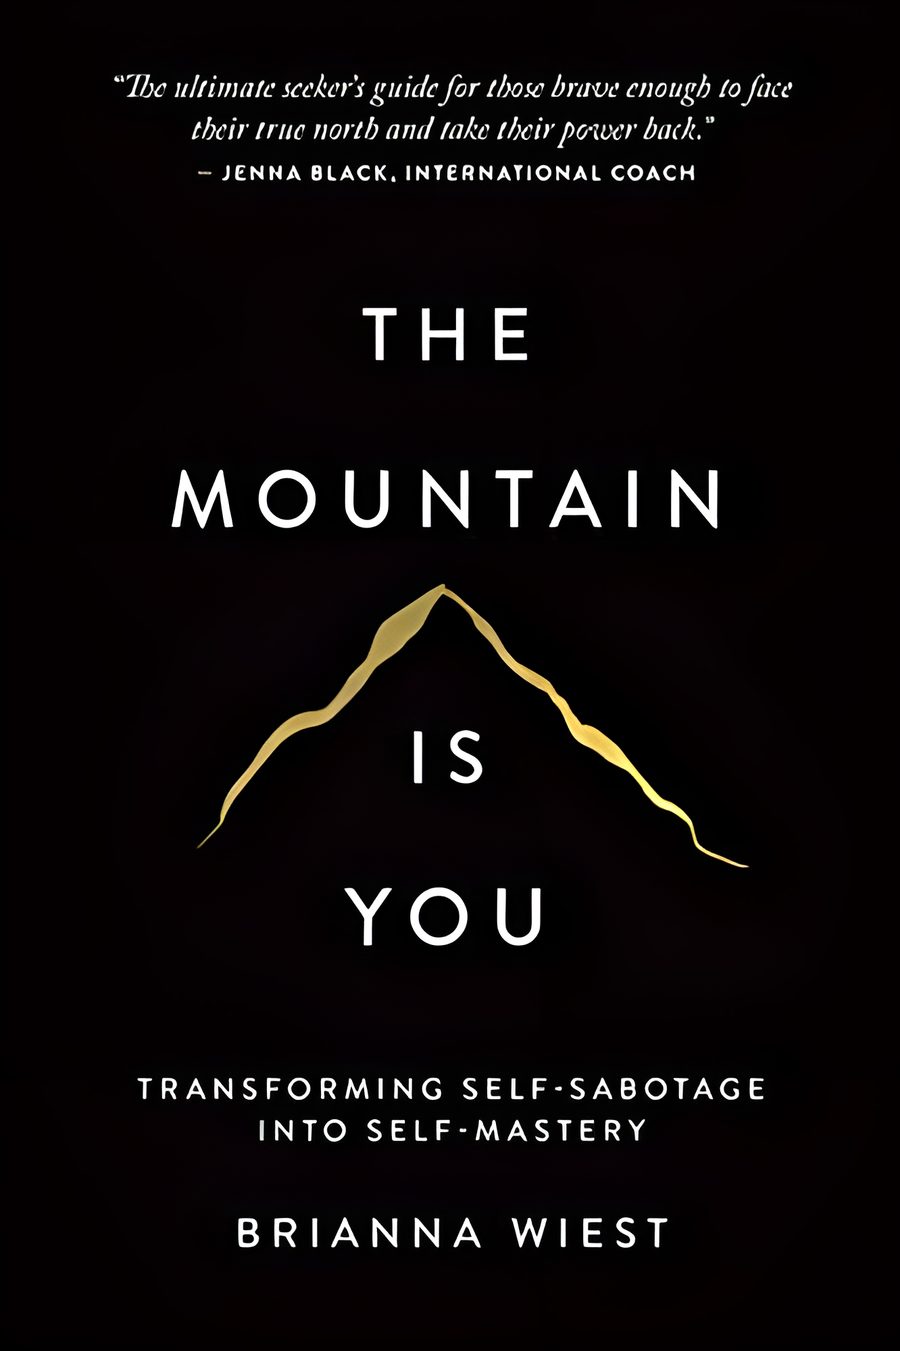 “The ultimate seeker’s guide for those brave enough to face
their true north and take their power back.”
– JENNA BLACK, INTERNATIONAL COACH
THE
MOUNTAIN
IS
YOU
TRANSFORMING SELF-SABOTAGE
INTO SELF-MASTERY
BRIANNA WIEST